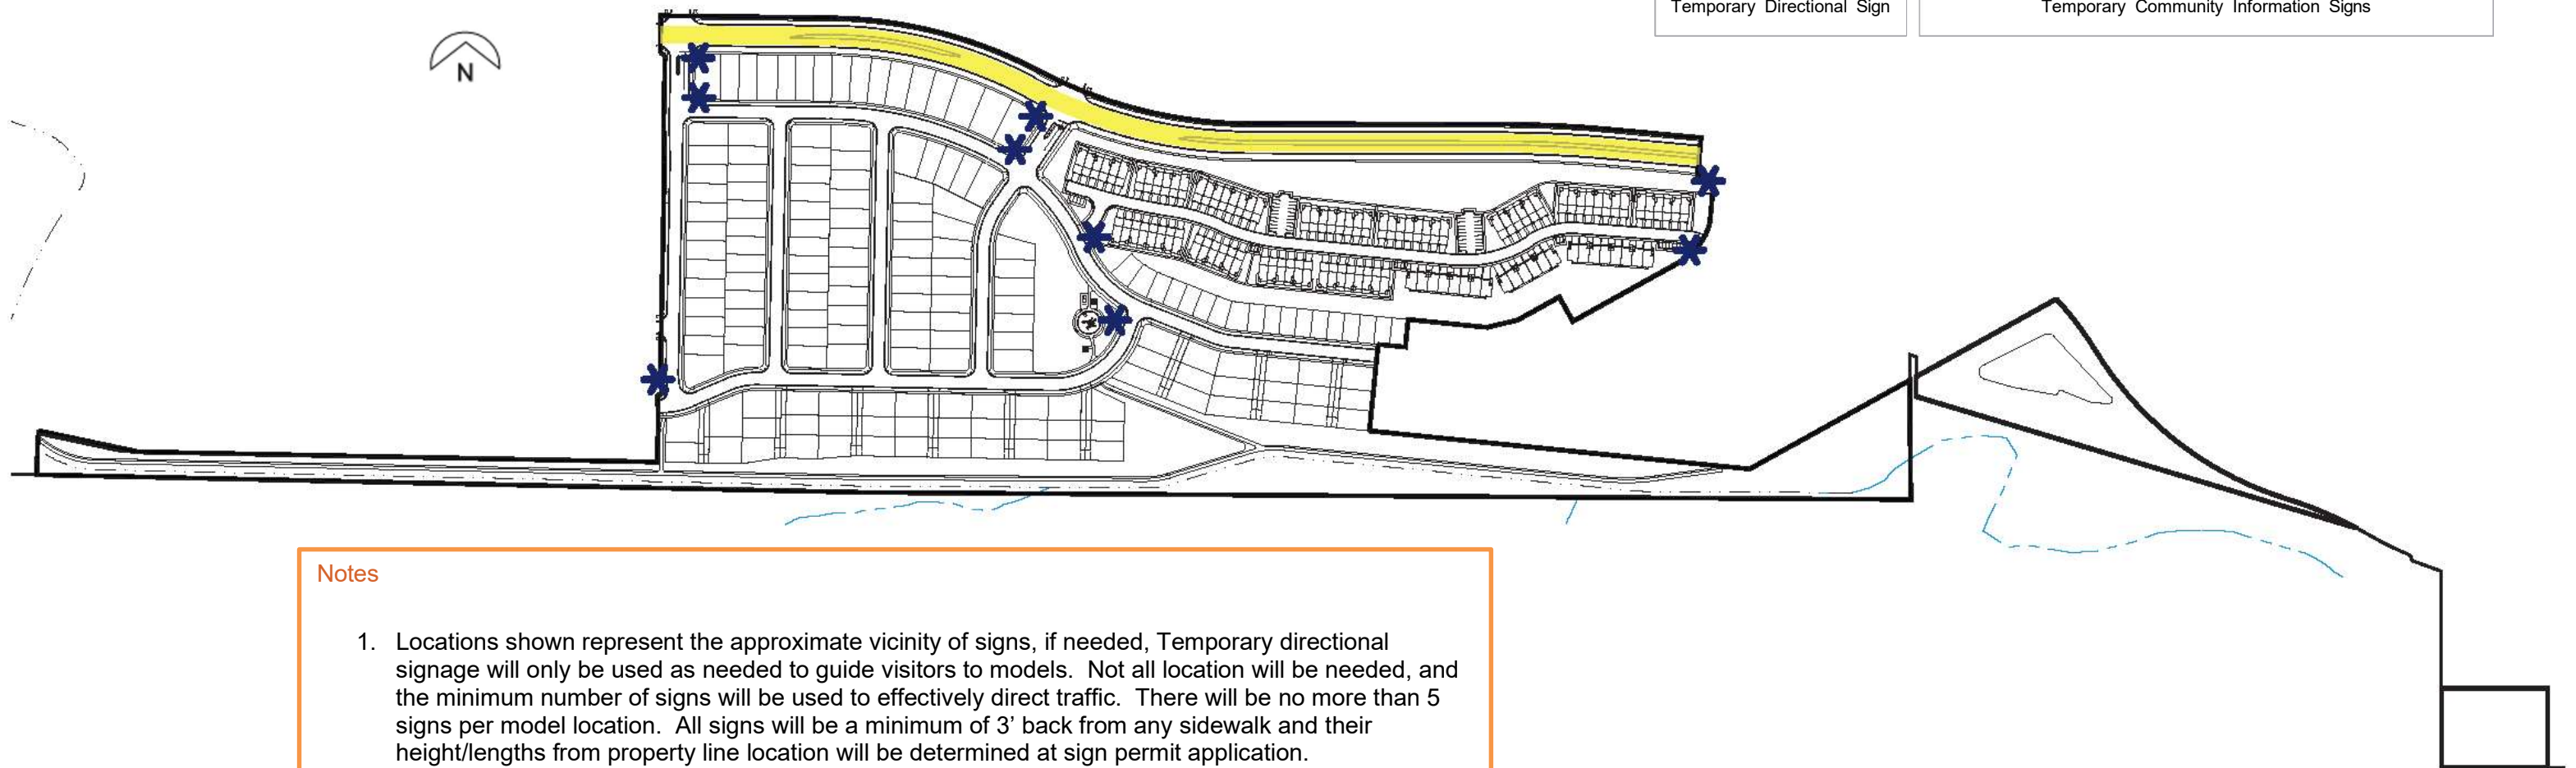 Temporary Directional Sign
Temporary Community Information Signs
N
Notes
1. Locations shown represent the approximate vicinity of signs, if needed, Temporary directional
signage will only be used as needed to guide visitors to models. Not all location will be needed, and
the minimum number of signs will be used to effectively direct traffic. There will be no more than 5
signs per model location. All signs will be a minimum of 3’ back from any sidewalk and their
height/lengths from property line location will be determined at sign permit application.